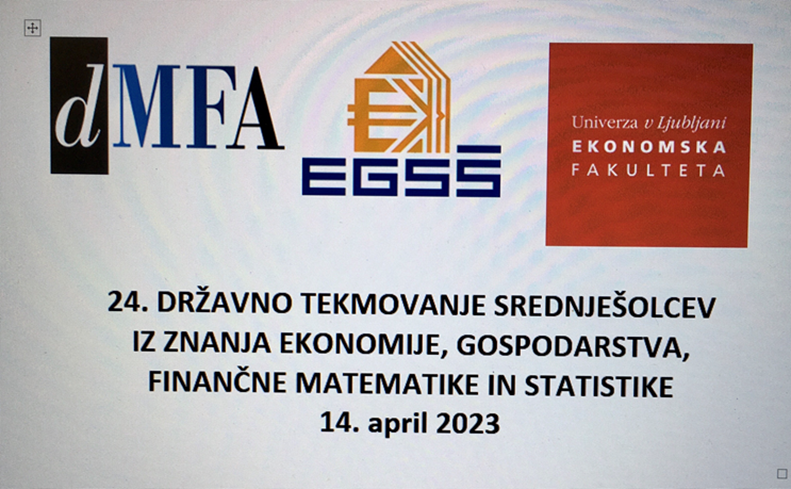 dMFA
EGSŠ
Univerza v Ljubljani
EKONOMSKA
FAKULTETA
24. DRŽAVNO TEKMOVANJE SREDNJEŠOLCEV
IZ ZNANJA EKONOMIJE, GOSPODARSTVA,
FINANČNE MATEMATIKE IN STATISTIKE
14. april 2023